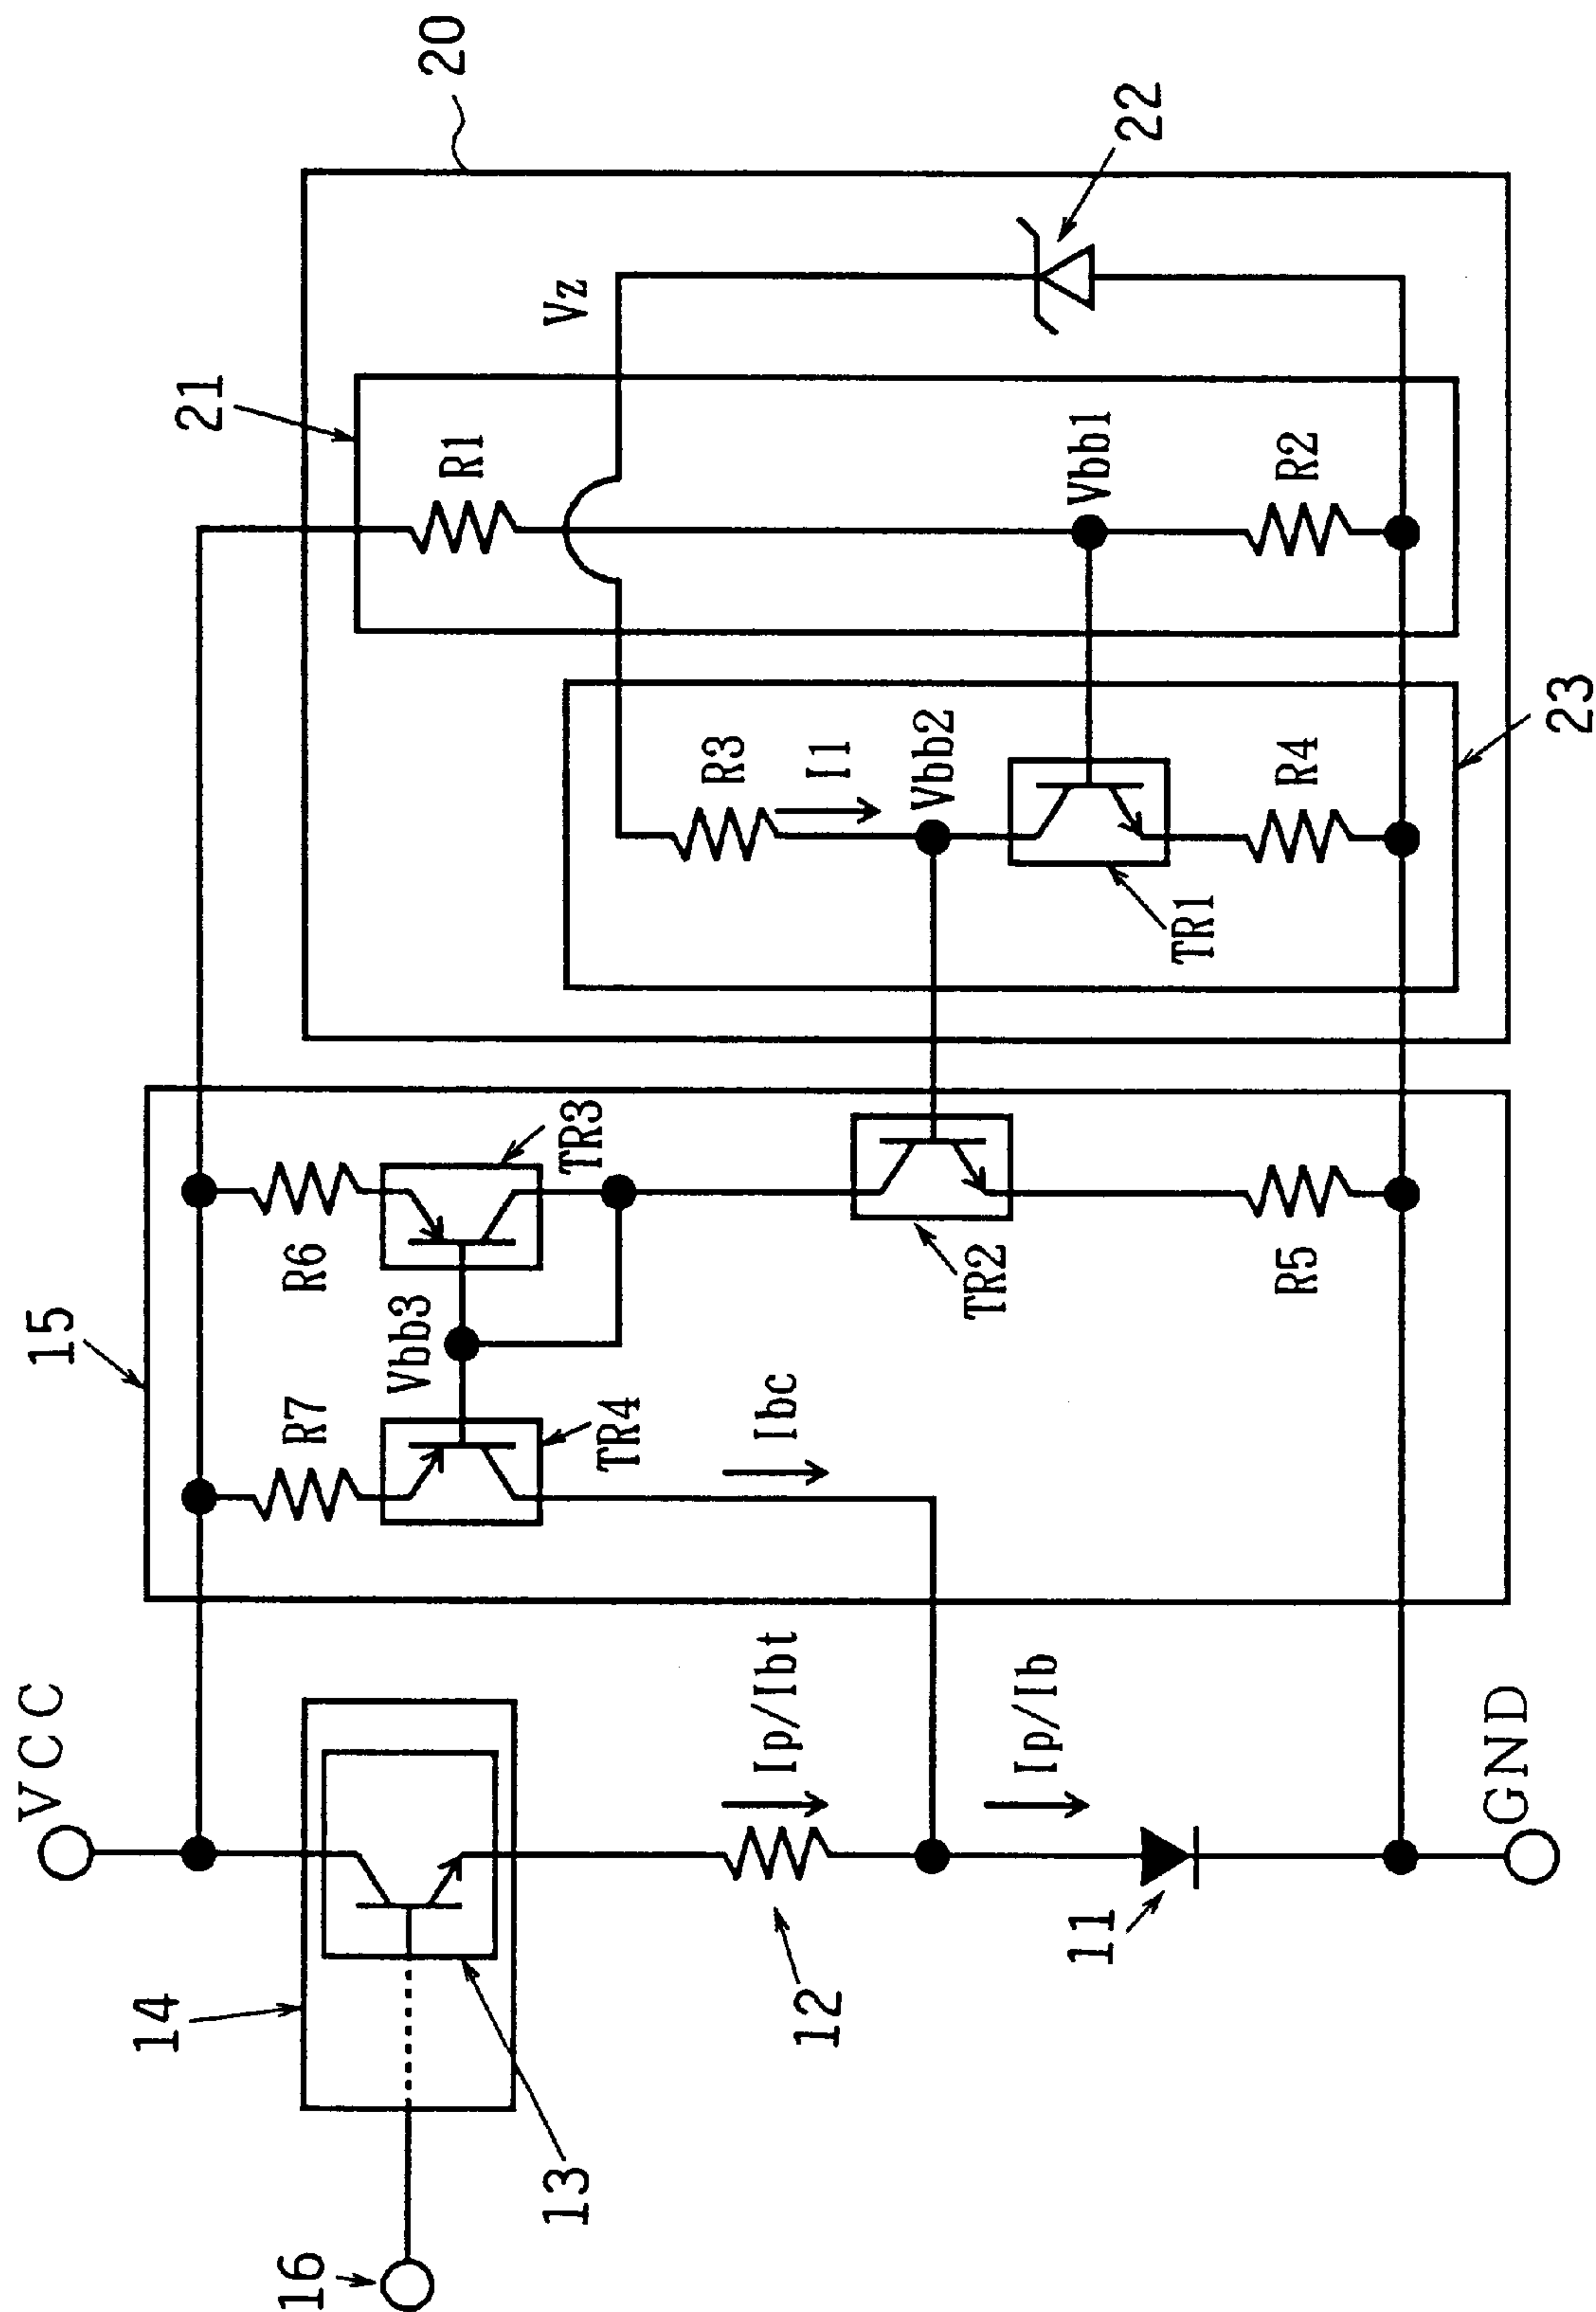 VCC
15
21
20
14
R7
R6
TR3
R1
Vz
22
Vbb3
16
13
TR4
Ibc
R3
I1
Vbb2
Vbb1
12
Ip/Ibt
TR2
TR1
Ip/Ib
11
R5
R4
R2
23
GND